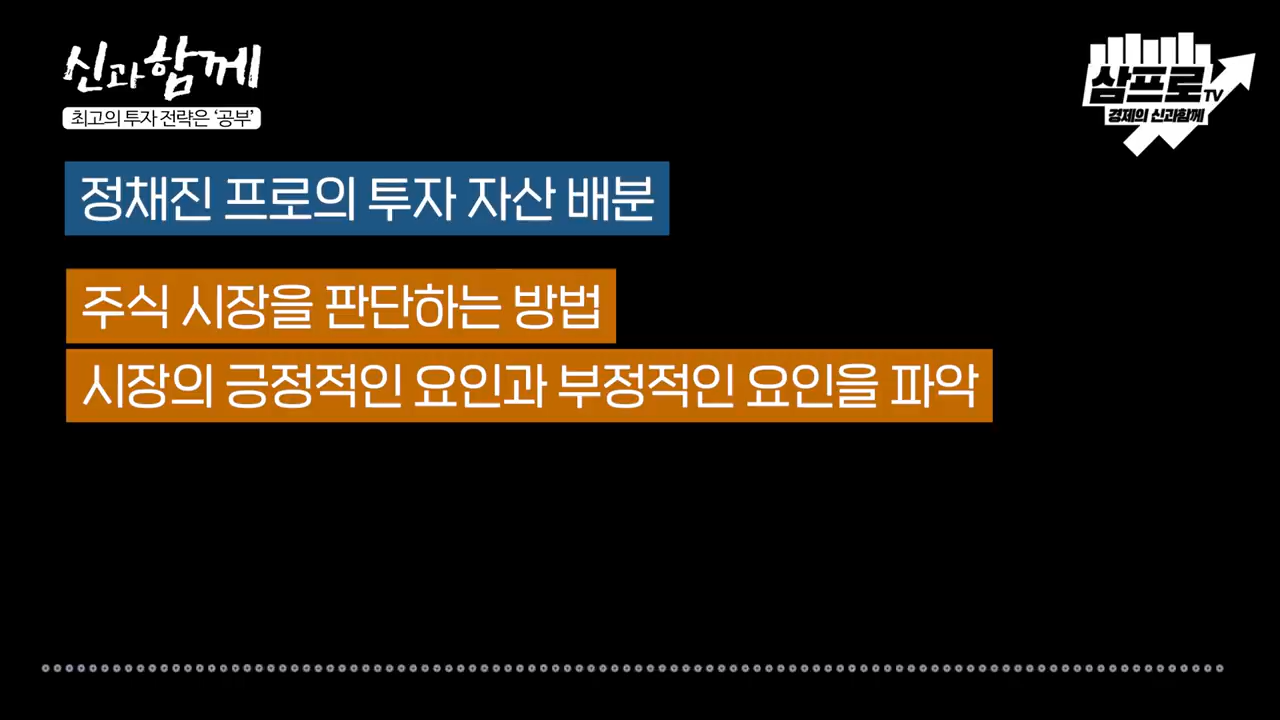 신과함께
최고의 투자 전략은 ‘공부’
삼프로TV
경제의 신과함께
정채진 프로의 투자 자산 배분
주식 시장을 판단하는 방법
시장의 긍정적인 요인과 부정적인 요인을 파악